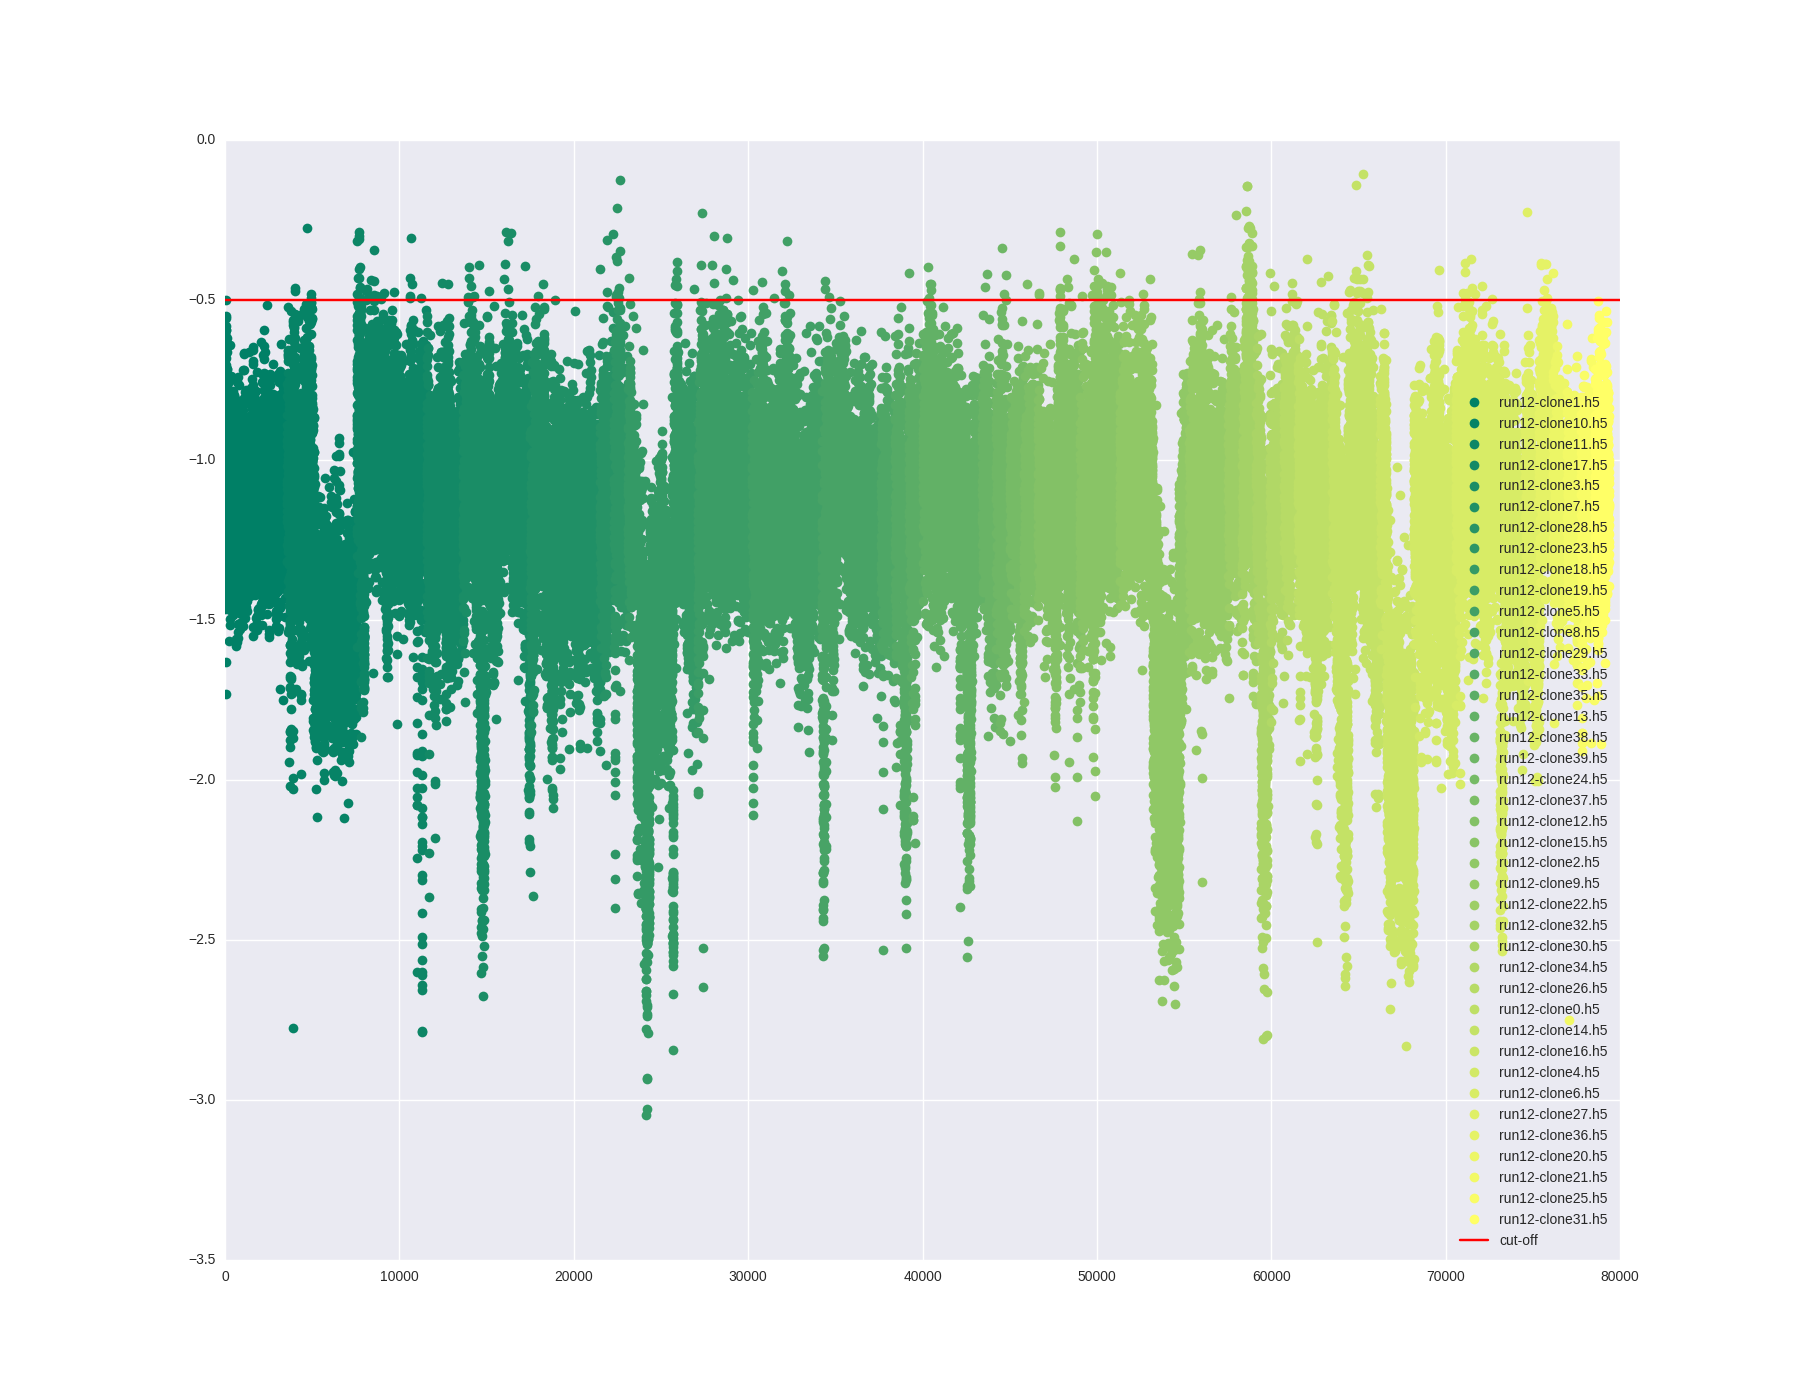 0.0
−0.5
−1.0
−1.5
−2.0
−2.5
−3.0
−3.5
0 10000 20000 30000 40000 50000 60000 70000 80000
run12-clone1.h5
run12-clone10.h5
run12-clone11.h5
run12-clone17.h5
run12-clone3.h5
run12-clone7.h5
run12-clone28.h5
run12-clone23.h5
run12-clone18.h5
run12-clone19.h5
run12-clone5.h5
run12-clone8.h5
run12-clone29.h5
run12-clone33.h5
run12-clone35.h5
run12-clone13.h5
run12-clone38.h5
run12-clone39.h5
run12-clone24.h5
run12-clone37.h5
run12-clone12.h5
run12-clone15.h5
run12-clone2.h5
run12-clone9.h5
run12-clone22.h5
run12-clone32.h5
run12-clone30.h5
run12-clone34.h5
run12-clone26.h5
run12-clone0.h5
run12-clone14.h5
run12-clone16.h5
run12-clone4.h5
run12-clone6.h5
run12-clone27.h5
run12-clone36.h5
run12-clone20.h5
run12-clone21.h5
run12-clone25.h5
run12-clone31.h5
cut-off